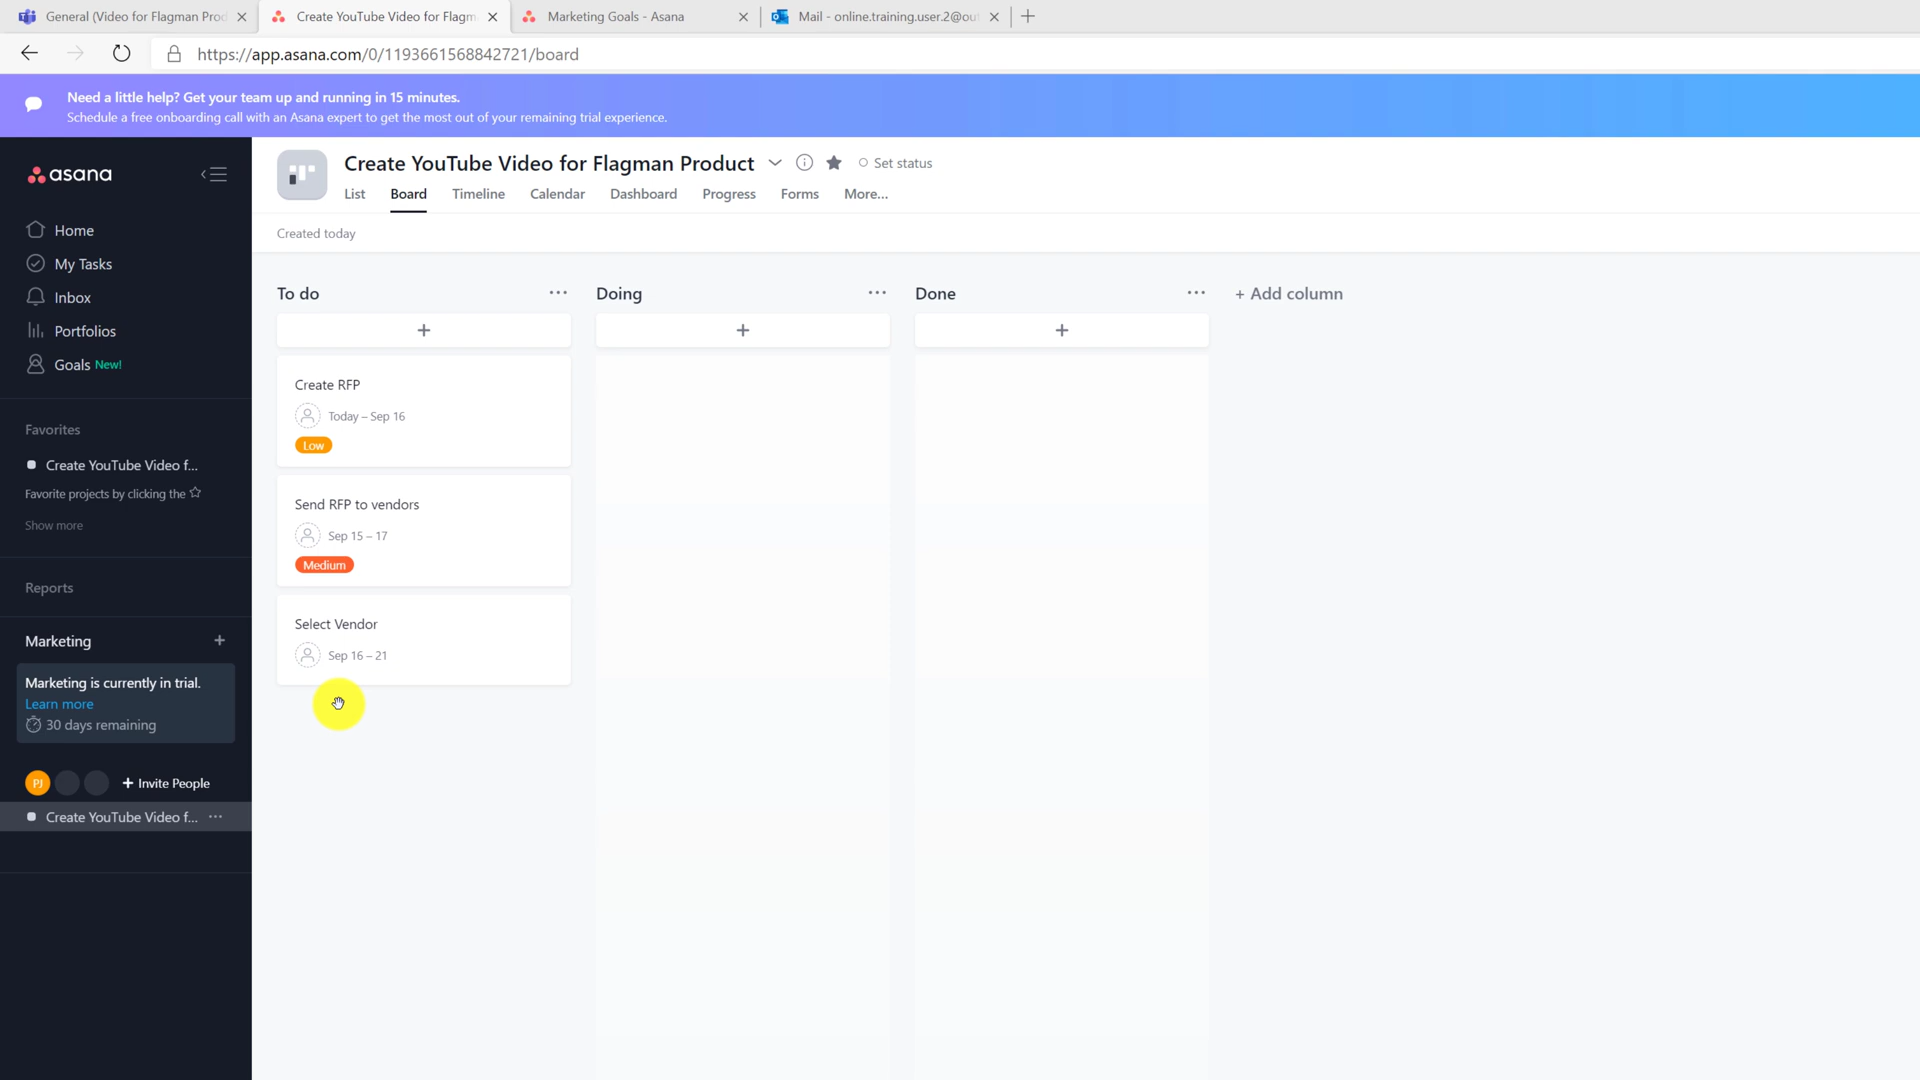 General (Video for Flagman Prod
Create YouTube Video for Flagm
Marketing Goals - Asana
Mail - online.training.user.2@out
https://app.asana.com/0/1193661568842721/board
Need a little help? Get your team up and running in 15 minutes.
Schedule a free onboarding call with an Asana expert to get the most out of your remaining trial experience.
asana
Home
My Tasks
Inbox
Portfolios
Goals New!
Favorites
Create YouTube Video f...
Favorite projects by clicking the
Show more
Reports
Marketing +
Marketing is currently in trial.
Learn more
30 days remaining
PJ + Invite People
Create YouTube Video f... ...
Create YouTube Video for Flagman Product
Set status
List Board Timeline Calendar Dashboard Progress Forms More...
Created today
To do ...
+
Create RFP
Today – Sep 16
Low
Send RFP to vendors
Sep 15 – 17
Medium
Select Vendor
Sep 16 – 21
Doing ...
+
Done ...
+
+ Add column